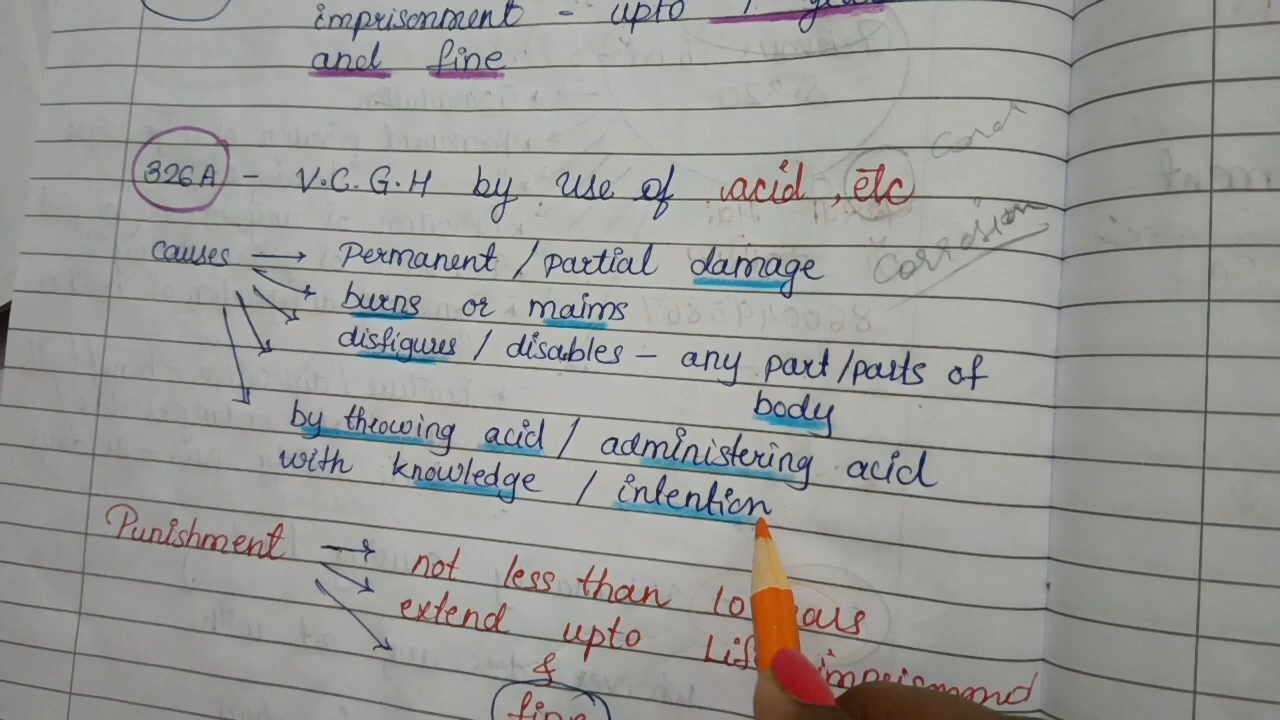 imprisonment - upto
and fine
326A - V.C.G.H by use of acid, etc
Corrosion
causes → Permanent / partial damage
burns or maims
disfigures / disables - any part/parts of
body
by throwing acid / administering acid
with knowledge / intention
Punishment → not less than 10
extend upto
&
fine